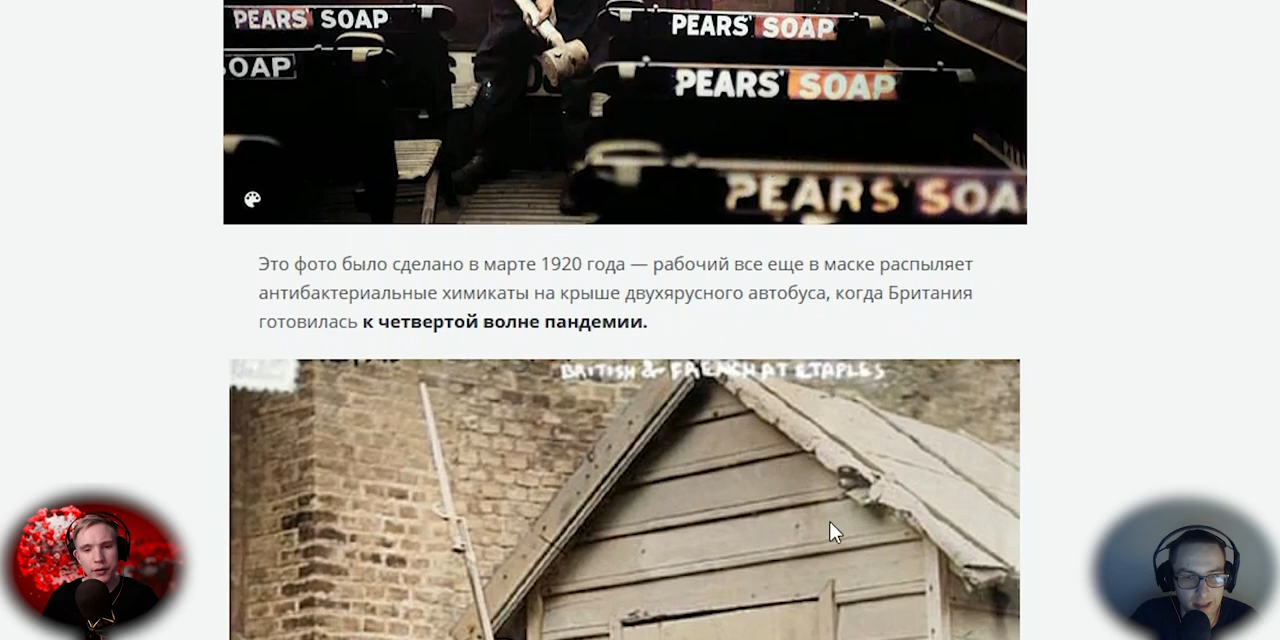 PEARS' SOAP
PEARS' SOAP
OAP
PEARS' SOAP
PEARS' SOA
Это фото было сделано в марте 1920 года — рабочий все еще в маске распыляет
антибактериальные химикаты на крыше двухярусного автобуса, когда Британия
готовилась к четвертой волне пандемии.
BRITISH & FRENCH AT ETAPLES